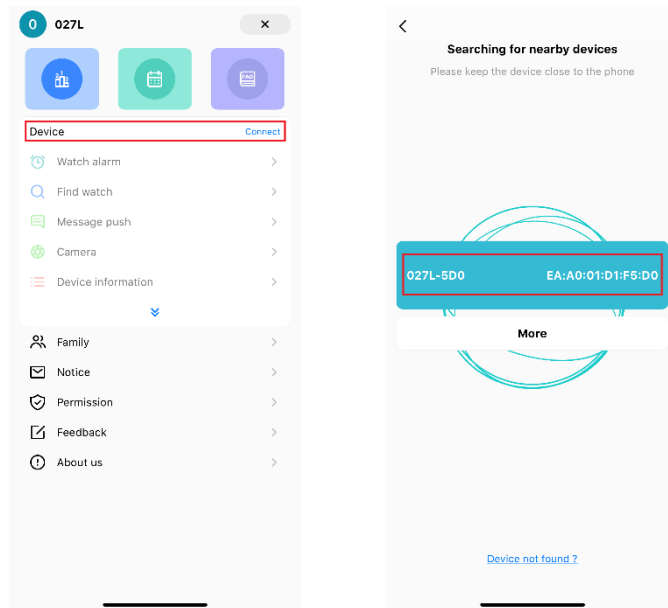 0 027L ×
FAQ
Device Connect
Watch alarm
Find watch
Message push
Camera
Device information
Family
Notice
Permission
Feedback
About us
Searching for nearby devices
Please keep the device close to the phone
027L-5D0 EA:A0:01:D1:F5:D0
More
Device not found ?